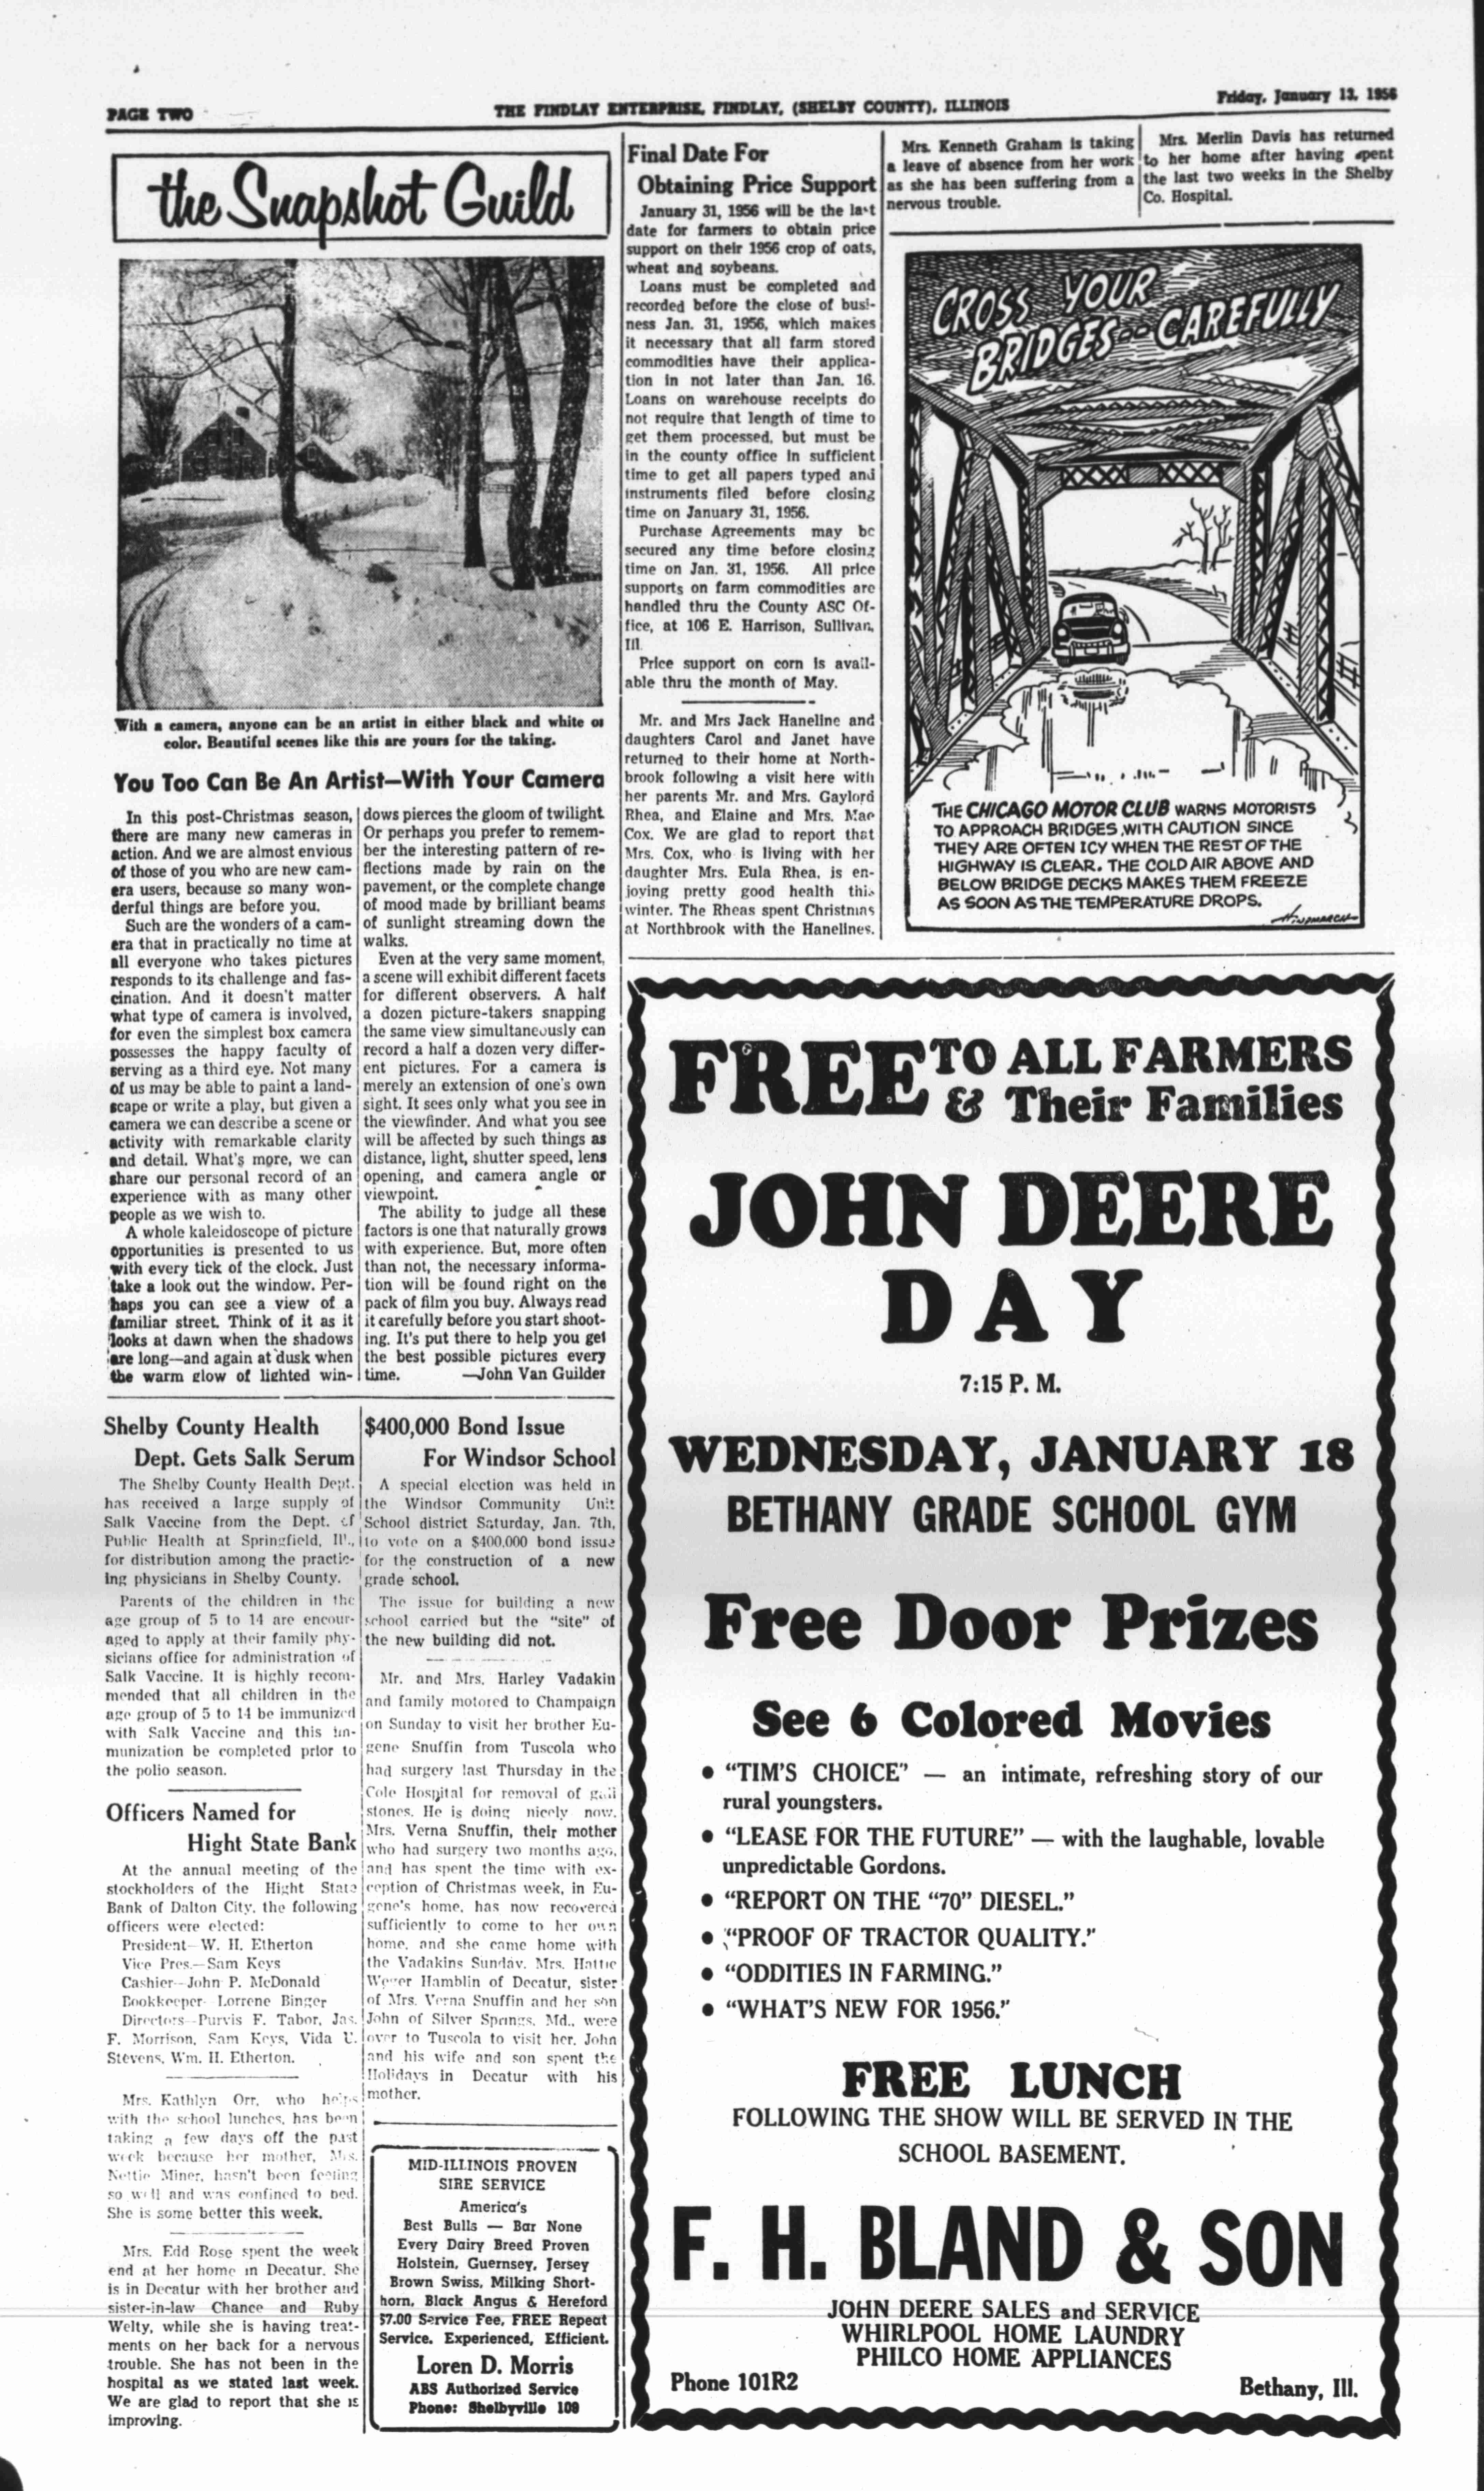 PAGE TWO
THE FINDLAY ENTERPRISE, FINDLAY, (SHELBY COUNTY), ILLINOIS
Friday, January 13, 1956
the Snapshot Guild
With a camera, anyone can be an artist in either black and white or
color. Beautiful scenes like this are yours for the taking.
You Too Can Be An Artist—With Your Camera
In this post-Christmas season,
there are many new cameras in
action. And we are almost envious
of those of you who are new cam-
era users, because so many won-
derful things are before you.
Such are the wonders of a cam-
era that in practically no time at
all everyone who takes pictures
responds to its challenge and fas-
cination. And it doesn't matter
what type of camera is involved,
for even the simplest box camera
possesses the happy faculty of
serving as a third eye. Not many
of us may be able to paint a land-
scape or write a play, but given a
camera we can describe a scene or
activity with remarkable clarity
and detail. What's more, we can
share our personal record of an
experience with as many other
people as we wish to.
A whole kaleidoscope of picture
opportunities is presented to us
with every tick of the clock. Just
take a look out the window. Per-
haps you can see a view of a
familiar street. Think of it as it
looks at dawn when the shadows
are long—and again at dusk when
the warm glow of lighted win-
dows pierces the gloom of twilight.
Or perhaps you prefer to remem-
ber the interesting pattern of re-
flections made by rain on the
pavement, or the complete change
of mood made by brilliant beams
of sunlight streaming down the
walks.
Even at the very same moment,
a scene will exhibit different facets
for different observers. A half
a dozen picture-takers snapping
the same view simultaneously can
record a half a dozen very differ-
ent pictures. For a camera is
merely an extension of one's own
sight. It sees only what you see in
the viewfinder. And what you see
will be affected by such things as
distance, light, shutter speed, lens
opening, and camera angle or
viewpoint.
The ability to judge all these
factors is one that naturally grows
with experience. But, more often
than not, the necessary informa-
tion will be found right on the
pack of film you buy. Always read
it carefully before you start shoot-
ing. It's put there to help you get
the best possible pictures every
time. —John Van Guilder
Shelby County Health
Dept. Gets Salk Serum
The Shelby County Health Dept.
has received a large supply of
Salk Vaccine from the Dept. of
Public Health at Springfield, Ill.,
for distribution among the practic-
ing physicians in Shelby County.
Parents of the children in the
age group of 5 to 14 are encour-
aged to apply at their family phy-
sicians office for administration of
Salk Vaccine. It is highly recom-
mended that all children in the
age group of 5 to 14 be immunized
with Salk Vaccine and this im-
munization be completed prior to
the polio season.
Officers Named for
Hight State Bank
At the annual meeting of the
stockholders of the Hight State
Bank of Dalton City, the following
officers were elected:
President—W. H. Etherton
Vice Pres.—Sam Keys
Cashier—John P. McDonald
Bookkeeper—Lorrene Binger
Directors—Purvis F. Tabor, Jas.
F. Morrison, Sam Keys, Vida U.
Stevens, Wm. H. Etherton.
Mrs. Kathlyn Orr, who helps
with the school lunches, has been
taking a few days off the past
week because her mother, Mrs.
Nettie Miner, hasn't been feeling
so well and was confined to bed.
She is some better this week.
Mrs. Edd Rose spent the week
end at her home in Decatur. She
is in Decatur with her brother and
sister-in-law Chance and Ruby
Welty, while she is having treat-
ments on her back for a nervous
trouble. She has not been in the
hospital as we stated last week.
We are glad to report that she is
improving.
$400,000 Bond Issue
For Windsor School
A special election was held in
the Windsor Community Unit
School district Saturday, Jan. 7th,
to vote on a $400,000 bond issue
for the construction of a new
grade school.
The issue for building a new
school carried but the "site" of
the new building did not.
Mr. and Mrs. Harley Vadakin
and family motored to Champaign
on Sunday to visit her brother Eu-
gene Snuffin from Tuscola who
had surgery last Thursday in the
Cole Hospital for removal of gall
stones. He is doing nicely now.
Mrs. Verna Snuffin, their mother
who had surgery two months ago,
and has spent the time with ex-
ception of Christmas week, in Eu-
gene's home, has now recovered
sufficiently to come to her own
home, and she came home with
the Vadakins Sunday. Mrs. Hattie
Wever Hamblin of Decatur, sister
of Mrs. Verna Snuffin and her son
John of Silver Springs, Md., were
over to Tuscola to visit her. John
and his wife and son spent the
Holidays in Decatur with his
mother.
MID-ILLINOIS PROVEN
SIRE SERVICE
America's
Best Bulls — Bar None
Every Dairy Breed Proven
Holstein, Guernsey, Jersey
Brown Swiss, Milking Short-
horn, Black Angus & Hereford
$7.00 Service Fee, FREE Repeat
Service. Experienced, Efficient.
Loren D. Morris
ABS Authorized Service
Phone: Shelbyville 109
Final Date For
Obtaining Price Support
January 31, 1956 will be the last
date for farmers to obtain price
support on their 1956 crop of oats,
wheat and soybeans.
Loans must be completed and
recorded before the close of busi-
ness Jan. 31, 1956, which makes
it necessary that all farm stored
commodities have their applica-
tion in not later than Jan. 16.
Loans on warehouse receipts do
not require that length of time to
get them processed, but must be
in the county office in sufficient
time to get all papers typed and
instruments filed before closing
time on January 31, 1956.
Purchase Agreements may be
secured any time before closing
time on Jan. 31, 1956. All price
supports on farm commodities are
handled thru the County ASC Of-
fice, at 106 E. Harrison, Sullivan,
Ill.
Price support on corn is avail-
able thru the month of May.
Mr. and Mrs Jack Haneline and
daughters Carol and Janet have
returned to their home at North-
brook following a visit here with
her parents Mr. and Mrs. Gaylord
Rhea, and Elaine and Mrs. Mae
Cox. We are glad to report that
Mrs. Cox, who is living with her
daughter Mrs. Eula Rhea, is en-
joying pretty good health this
winter. The Rheas spent Christmas
at Northbrook with the Hanelines.
Mrs. Kenneth Graham is taking
a leave of absence from her work
as she has been suffering from a
nervous trouble.
Mrs. Merlin Davis has returned
to her home after having spent
the last two weeks in the Shelby
Co. Hospital.
CROSS YOUR
BRIDGES--CAREFULLY
THE CHICAGO MOTOR CLUB WARNS MOTORISTS
TO APPROACH BRIDGES WITH CAUTION SINCE
THEY ARE OFTEN ICY WHEN THE REST OF THE
HIGHWAY IS CLEAR. THE COLD AIR ABOVE AND
BELOW BRIDGE DECKS MAKES THEM FREEZE
AS SOON AS THE TEMPERATURE DROPS.
FREE TO ALL FARMERS
& Their Families
JOHN DEERE
DAY
7:15 P. M.
WEDNESDAY, JANUARY 18
BETHANY GRADE SCHOOL GYM
Free Door Prizes
See 6 Colored Movies
• "TIM'S CHOICE" — an intimate, refreshing story of our
rural youngsters.
• "LEASE FOR THE FUTURE" — with the laughable, lovable
unpredictable Gordons.
• "REPORT ON THE "70" DIESEL."
• "PROOF OF TRACTOR QUALITY."
• "ODDITIES IN FARMING."
• "WHAT'S NEW FOR 1956."
FREE LUNCH
FOLLOWING THE SHOW WILL BE SERVED IN THE
SCHOOL BASEMENT.
F. H. BLAND & SON
JOHN DEERE SALES and SERVICE
WHIRLPOOL HOME LAUNDRY
PHILCO HOME APPLIANCES
Phone 101R2
Bethany, Ill.